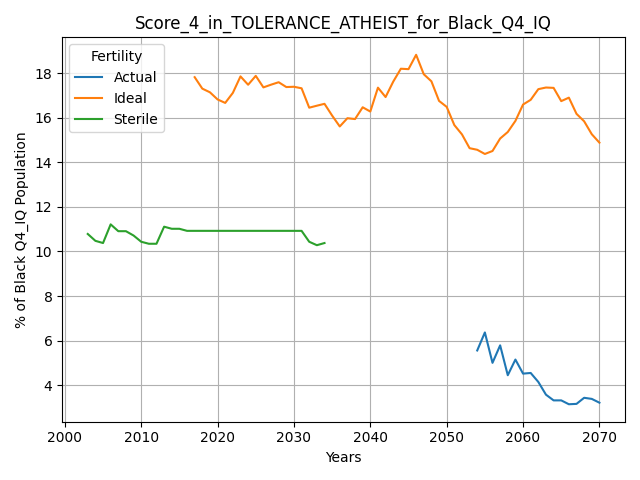 Score_4_in_TOLERANCE_ATHEIST_for_Black_Q4_IQ
Fertility
Actual
Ideal
Sterile
% of Black Q4_IQ Population
18
16
14
12
10
8
6
4
2000 2010 2020 2030 2040 2050 2060 2070
Years